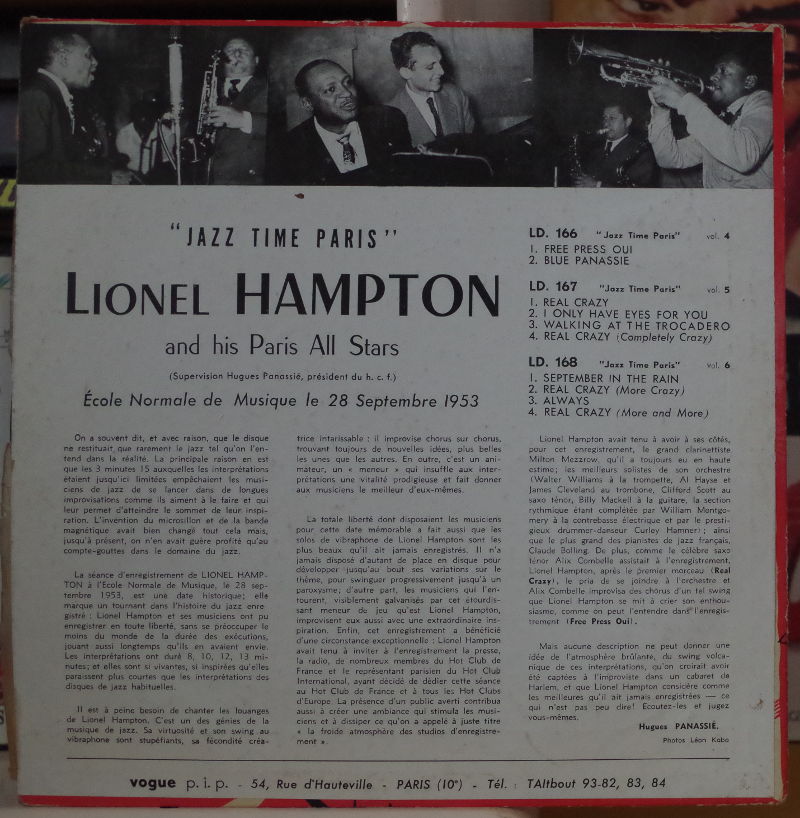 "JAZZ TIME PARIS"
LIONEL HAMPTON
and his Paris All Stars
(Supervision Hugues Panassié, président du h. c. f.)
École Normale de Musique le 28 Septembre 1953
LD. 166 "Jazz Time Paris" vol. 4
1. FREE PRESS OUI
2. BLUE PANASSIE
LD. 167 "Jazz Time Paris" vol. 5
1. REAL CRAZY
2. I ONLY HAVE EYES FOR YOU
3. WALKING AT THE TROCADERO
4. REAL CRAZY (Completely Crazy)
LD. 168 "Jazz Time Paris" vol. 6
1. SEPTEMBER IN THE RAIN
2. REAL CRAZY (More Crazy)
3. ALWAYS
4. REAL CRAZY (More and More)
On a souvent dit, et avec raison, que le disque
ne restituait que rarement le jazz tel qu'on l'en-
tend dans la réalité. La principale raison en est
que les 3 minutes 15 auxquelles les interprétations
étaient jusqu'ici limitées empêchaient les musi-
ciens de jazz de se lancer dans de longues
improvisations comme ils aiment à le faire et qui
leur permet d'atteindre le sommet de leur inspi-
ration. L'invention du microsillon et de la bande
magnétique avait bien changé tout cela mais,
jusqu'à présent, on n'en avait guère profité qu'au
compte-gouttes dans le domaine du jazz.
La séance d'enregistrement de LIONEL HAMP-
TON à l'Ecole Normale de Musique, le 28 sep-
tembre 1953, est une date historique; elle
marque un tournant dans l'histoire du jazz enre-
gistré : Lionel Hampton et ses musiciens ont pu
enregistrer en toute liberté, sans se préoccuper le
moins du monde de la durée des exécutions,
jouant aussi longtemps qu'ils en avaient envie.
Les interprétations ont duré 8, 10, 12, 13 mi-
nutes; et elles sont si vivantes, si inspirées qu'elles
paraissent plus courtes que les interprétations des
disques de jazz habituelles.
Il est à peine besoin de chanter les louanges
de Lionel Hampton. C'est un des génies de la
musique de jazz. Sa virtuosité et son swing au
vibraphone sont stupéfiants, sa fécondité créa-
trice intarissable : il improvise chorus sur chorus,
trouvant toujours de nouvelles idées, plus belles
les unes que les autres. En outre, c'est un ani-
mateur, un « meneur » qui insuffle aux inter-
prétations une vitalité prodigieuse et fait donner
aux musiciens le meilleur d'eux-mêmes.
La totale liberté dont disposaient les musiciens
pour cette date mémorable a fait aussi que les
solos de vibraphone de Lionel Hampton sont les
plus beaux qu'il ait jamais enregistrés. Il n'a
jamais disposé d'autant de place en disque pour
développer jusqu'au bout ses variations sur le
thème, pour swinguer progressivement jusqu'à un
paroxysme; d'autre part, les musiciens qui l'en-
tourent, visiblement galvanisés par cet étourdis-
sant meneur de jeu qu'est Lionel Hampton,
improvisent eux aussi avec une extraordinaire ins-
piration. Enfin, cet enregistrement a bénéficié
d'une circonstance exceptionnelle : Lionel Hampton
avait tenu à inviter à l'enregistrement la presse,
la radio, de nombreux membres du Hot Club de
France et le représentant parisien du Hot Club
International, ayant décidé de dédier cette séance
au Hot Club de France et à tous les Hot Clubs
d'Europe. La présence d'un public averti contribua
aussi à créer une ambiance qui stimula les musi-
ciens et à dissiper ce qu'on a appelé à juste titre
« la froide atmosphère des studios d'enregistre-
ment ».
Lionel Hampton avait tenu à avoir à ses côtés,
pour cet enregistrement, le grand clarinettiste
Milton Mezzrow, qu'il a toujours eu en haute
estime; les meilleurs solistes de son orchestre
(Walter Williams à la trompette, Al Hayse et
James Cleveland au trombone, Clifford Scott au
saxo ténor, Billy Mackell à la guitare, la section
rythmique étant complétée par William Montgo-
mery à la contrebasse électrique et par le presti-
gieux drummer-danseur Curley Hamner); ainsi
que le plus grand des pianistes de jazz français,
Claude Bolling. De plus, comme le célèbre saxo
ténor Alix Combelle assistait à l'enregistrement,
Lionel Hampton, après le premier morceau (Real
Crazy), le pria de se joindre à l'orchestre et
Alix Combelle improvisa des chorus d'un tel swing
que Lionel Hampton se mit à crier son enthou-
siasme, comme on peut l'entendre dans l'enregis-
trement (Free Press Oui).
Mais aucune description ne peut donner une
idée de l'atmosphère brûlante, du swing volca-
nique de ces interprétations, qu'on croirait avoir
été captées à l'improviste dans un cabaret de
Harlem, et que Lionel Hampton considère comme
les meilleures qu'il ait jamais enregistrées — ce
qui n'est pas peu dire! Ecoutez-les et jugez
vous-mêmes.
Hugues PANASSIÉ.
Photos Léon Kaba
vogue p. i. p. - 54, Rue d'Hauteville - PARIS (10°) - Tél. : TAItbout 93-82, 83, 84